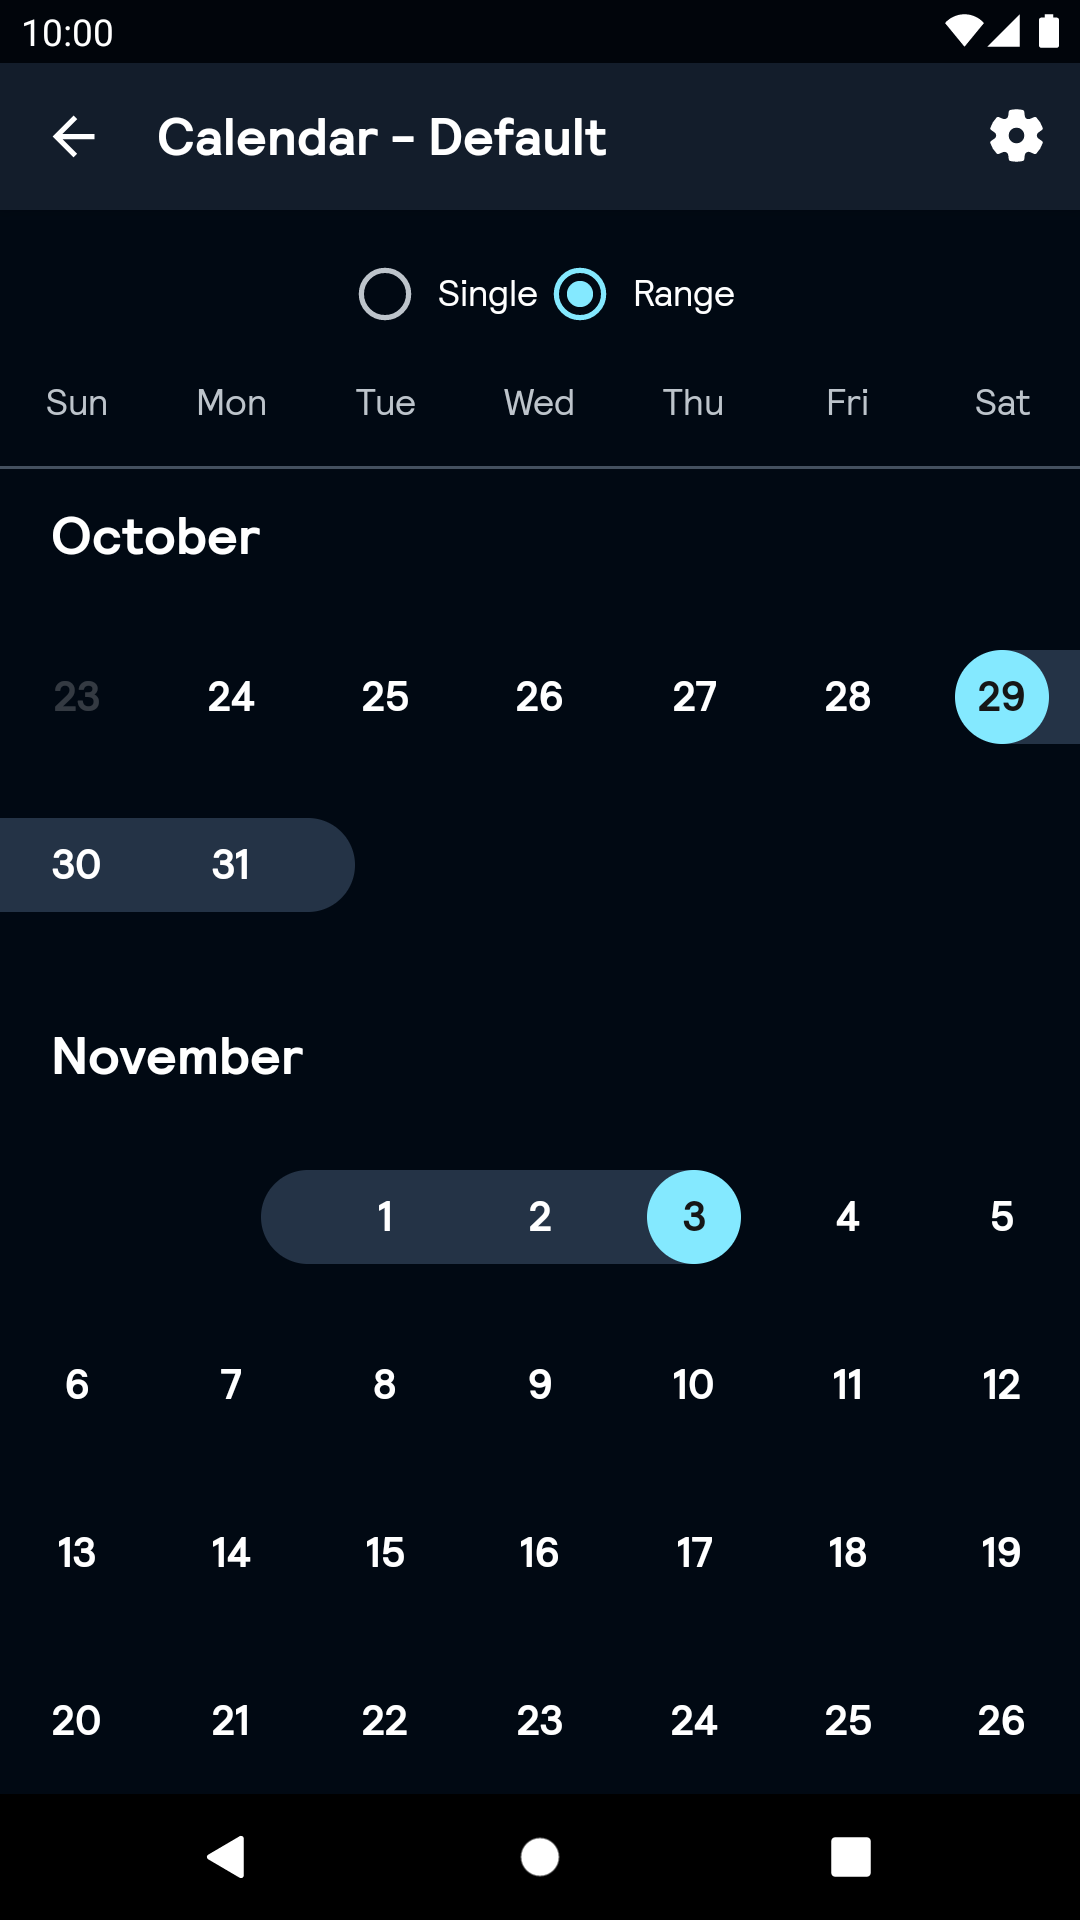 10:00
Calendar - Default
Single Range
Sun Mon Tue Wed Thu Fri Sat
October
23 24 25 26 27 28 29
30 31
November
1 2 3 4 5
6 7 8 9 10 11 12
13 14 15 16 17 18 19
20 21 22 23 24 25 26